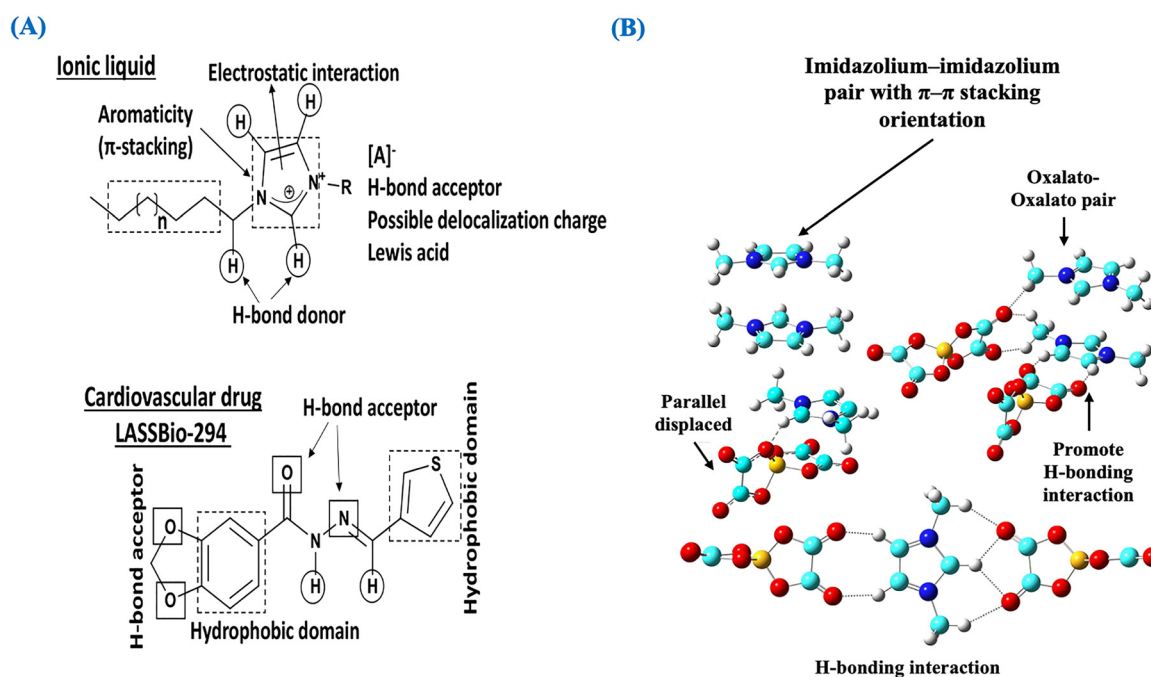 (A)
Ionic liquid
Electrostatic interaction
Aromaticity
(π-stacking)
H
H
[A]-
N
N+
R
⊕
n
H-bond acceptor
Possible delocalization charge
Lewis acid
H
H
H-bond donor
Cardiovascular drug
LASSBio-294
H-bond acceptor
H-bond acceptor
O
O
O
N
N
H
H
S
Hydrophobic domain
Hydrophobic domain
(B)
Imidazolium–imidazolium
pair with π–π stacking
orientation
Oxalato-
Oxalato pair
Parallel
displaced
Promote
H-bonding
interaction
H-bonding interaction